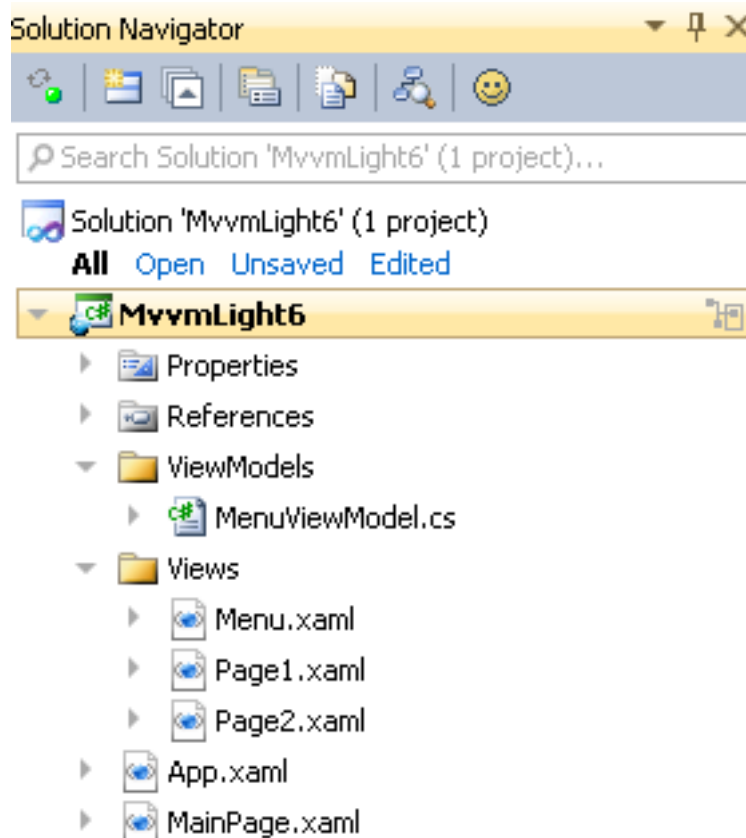 Solution Navigator
Search Solution 'MvvmLight6' (1 project)...
Solution 'MvvmLight6' (1 project)
All Open Unsaved Edited
MvvmLight6
Properties
References
ViewModels
MenuViewModel.cs
Views
Menu.xaml
Page1.xaml
Page2.xaml
App.xaml
MainPage.xaml